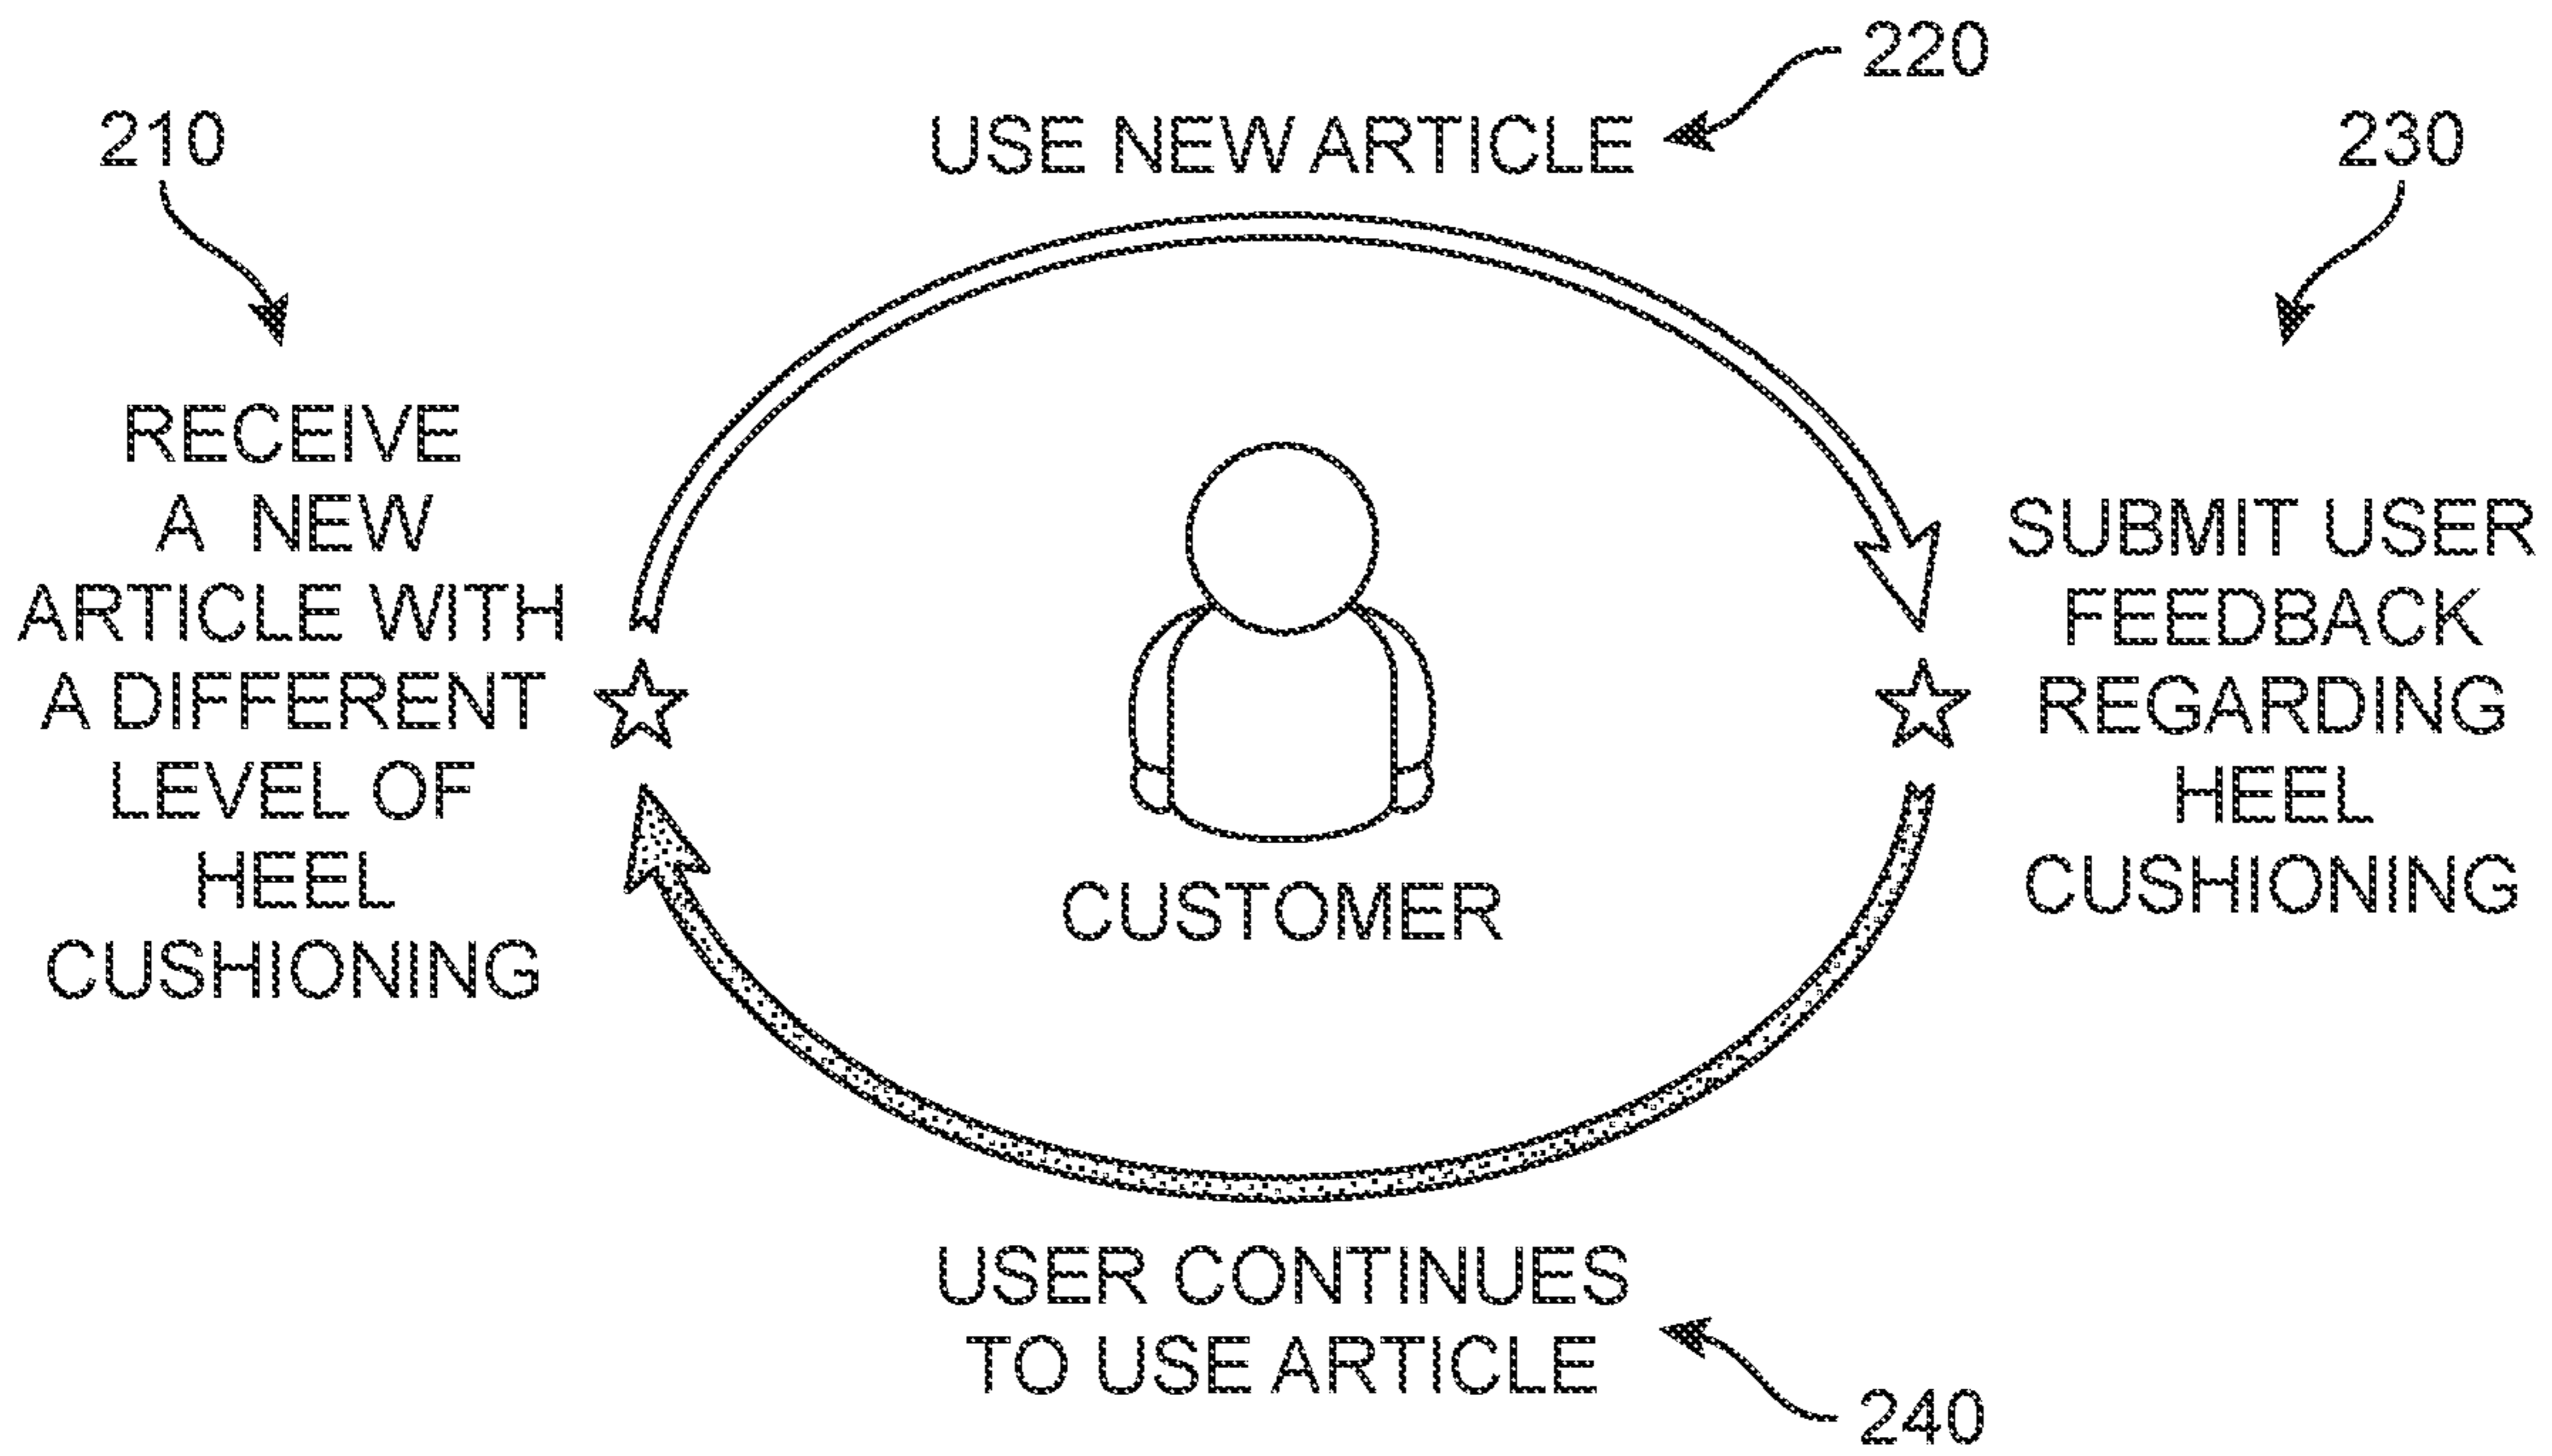 220
USE NEW ARTICLE
210
230
RECEIVE
A NEW
ARTICLE WITH
A DIFFERENT
LEVEL OF
HEEL
CUSHIONING
SUBMIT USER
FEEDBACK
REGARDING
HEEL
CUSHIONING
CUSTOMER
USER CONTINUES
TO USE ARTICLE
240